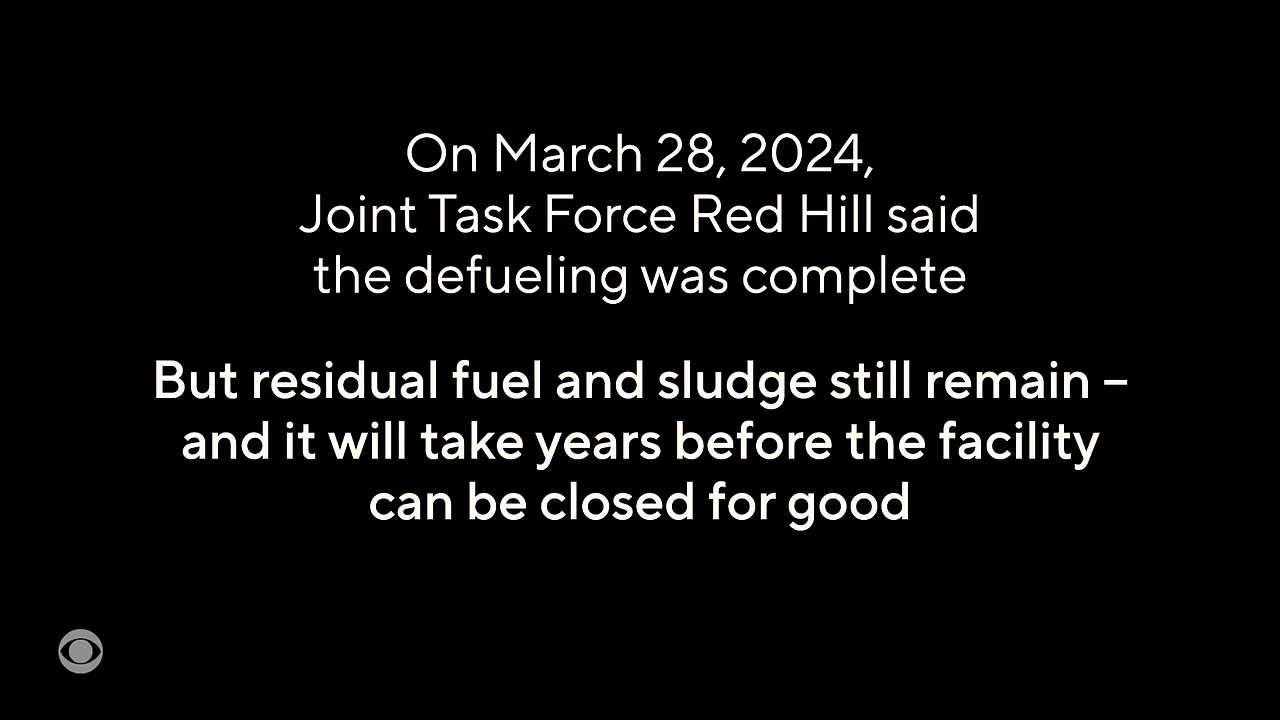 On March 28, 2024,
Joint Task Force Red Hill said
the defueling was complete
But residual fuel and sludge still remain –
and it will take years before the facility
can be closed for good